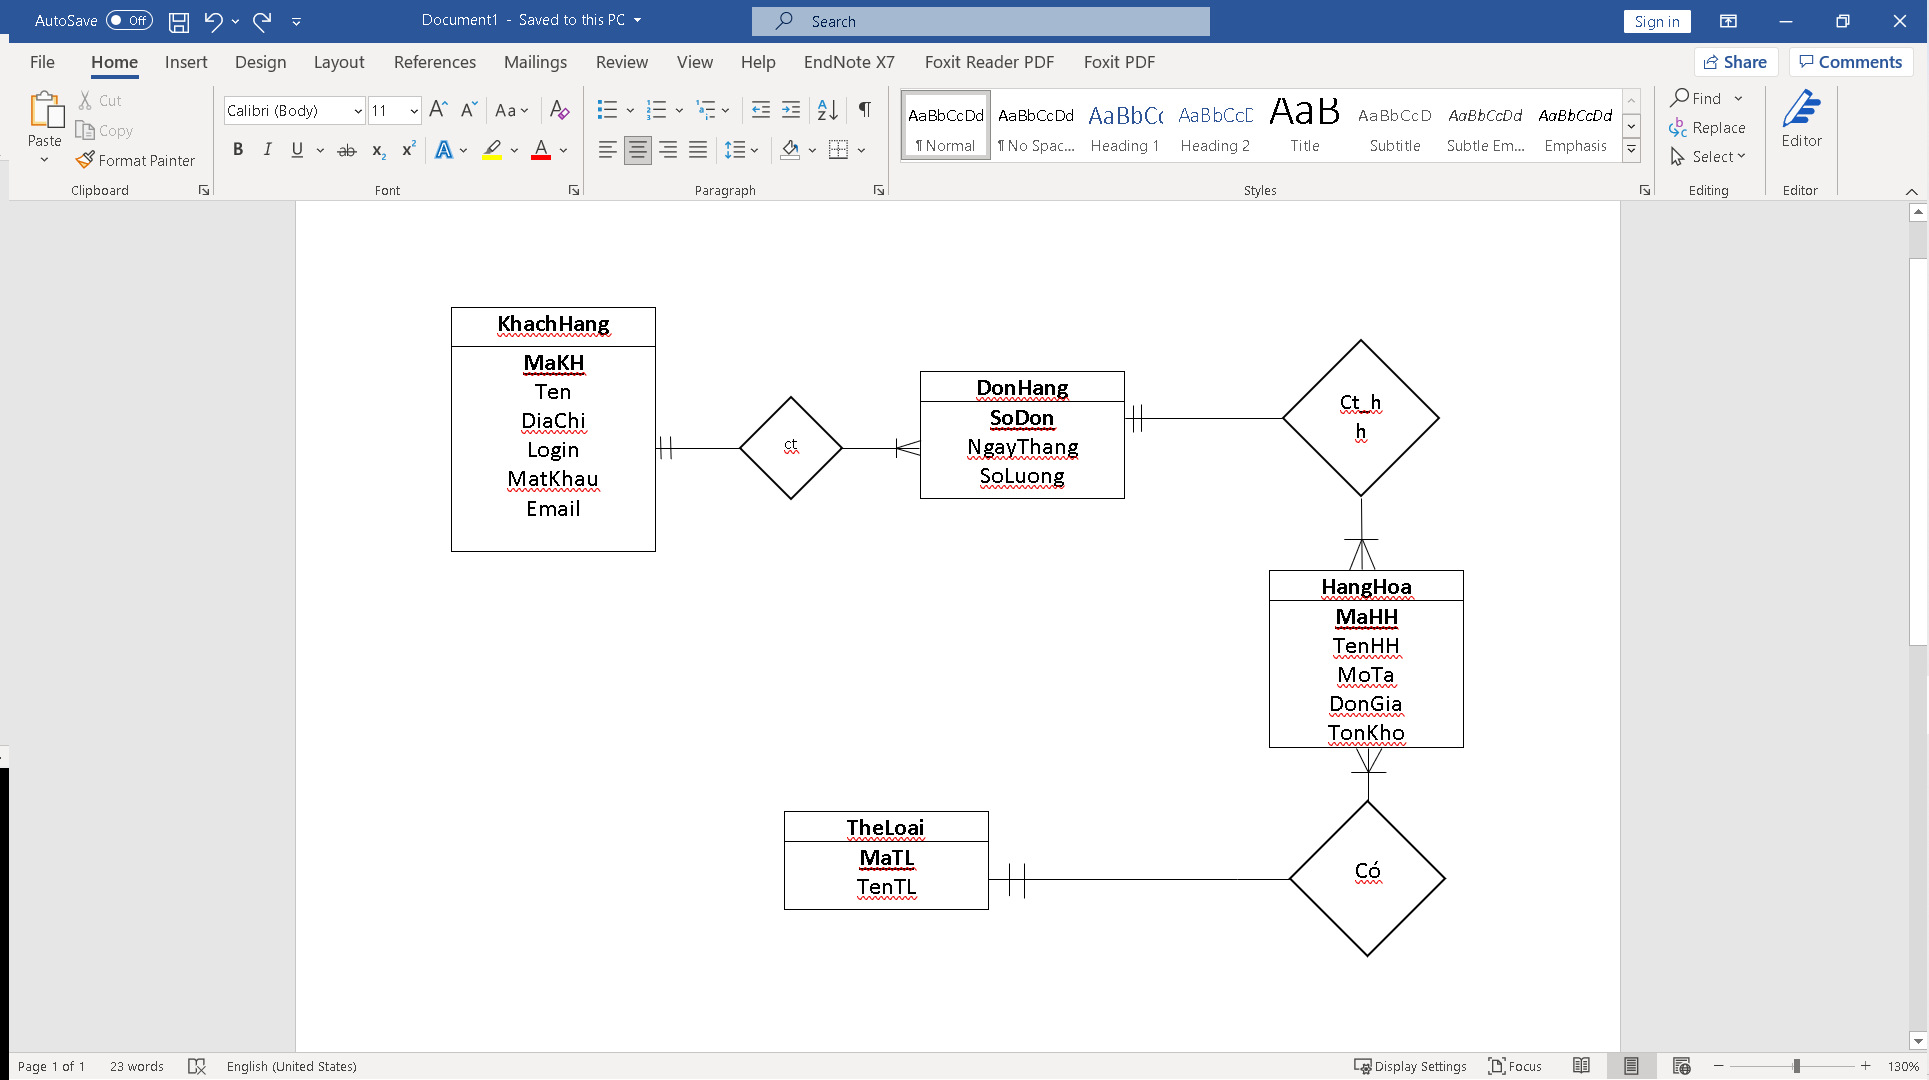 AutoSave Off
Document1 - Saved to this PC
Search
Sign in
File Home Insert Design Layout References Mailings Review View Help EndNote X7 Foxit Reader PDF Foxit PDF
Share Comments
Paste
Cut
Copy
Format Painter
Clipboard
Calibri (Body) 11
Aa
B I U ab x2 x2 A A
Font
Paragraph
AaBbCcDd AaBbCcDd AaBbCc AaBbCcD AaB AaBbCcD AaBbCcDd AaBbCcDd
¶ Normal ¶ No Spac... Heading 1 Heading 2 Title Subtitle Subtle Em... Emphasis
Styles
Find
Replace
Select
Editing
Editor
Editor
KhachHang
MaKH
Ten
DiaChi
Login
MatKhau
Email
ct
DonHang
SoDon
NgayThang
SoLuong
Ct_h
h
HangHoa
MaHH
TenHH
MoTa
DonGia
TonKho
TheLoai
MaTL
TenTL
Có
Page 1 of 1 23 words English (United States)
Display Settings Focus 130%